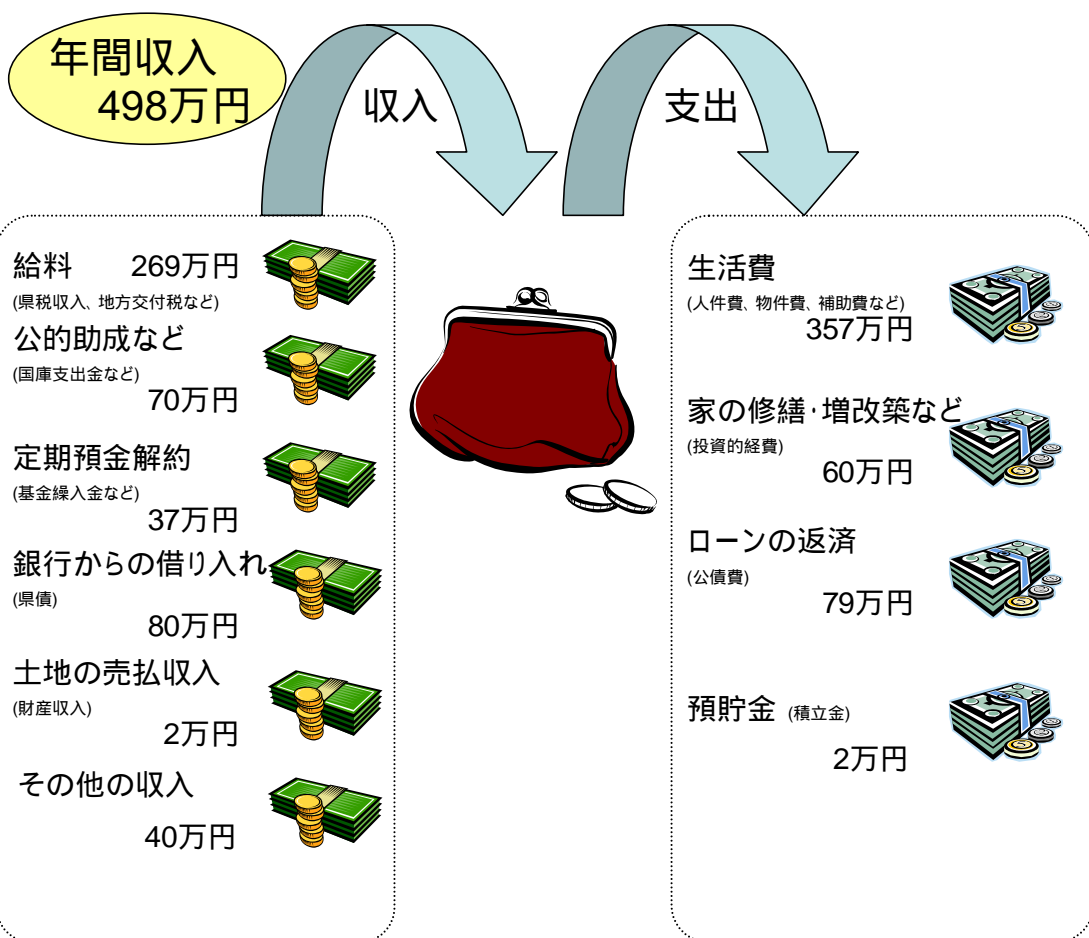 年間収入
498万円
収入
支出
給料 269万円
(県税収入、地方交付税など)
公的助成など
(国庫支出金など)
70万円
定期預金解約
(基金繰入金など)
37万円
銀行からの借り入れ
(県債)
80万円
土地の売払収入
(財産収入)
2万円
その他の収入
40万円
生活費
(人件費、物件費、補助費など)
357万円
家の修繕・増改築など
(投資的経費)
60万円
ローンの返済
(公債費)
79万円
預貯金 (積立金)
2万円